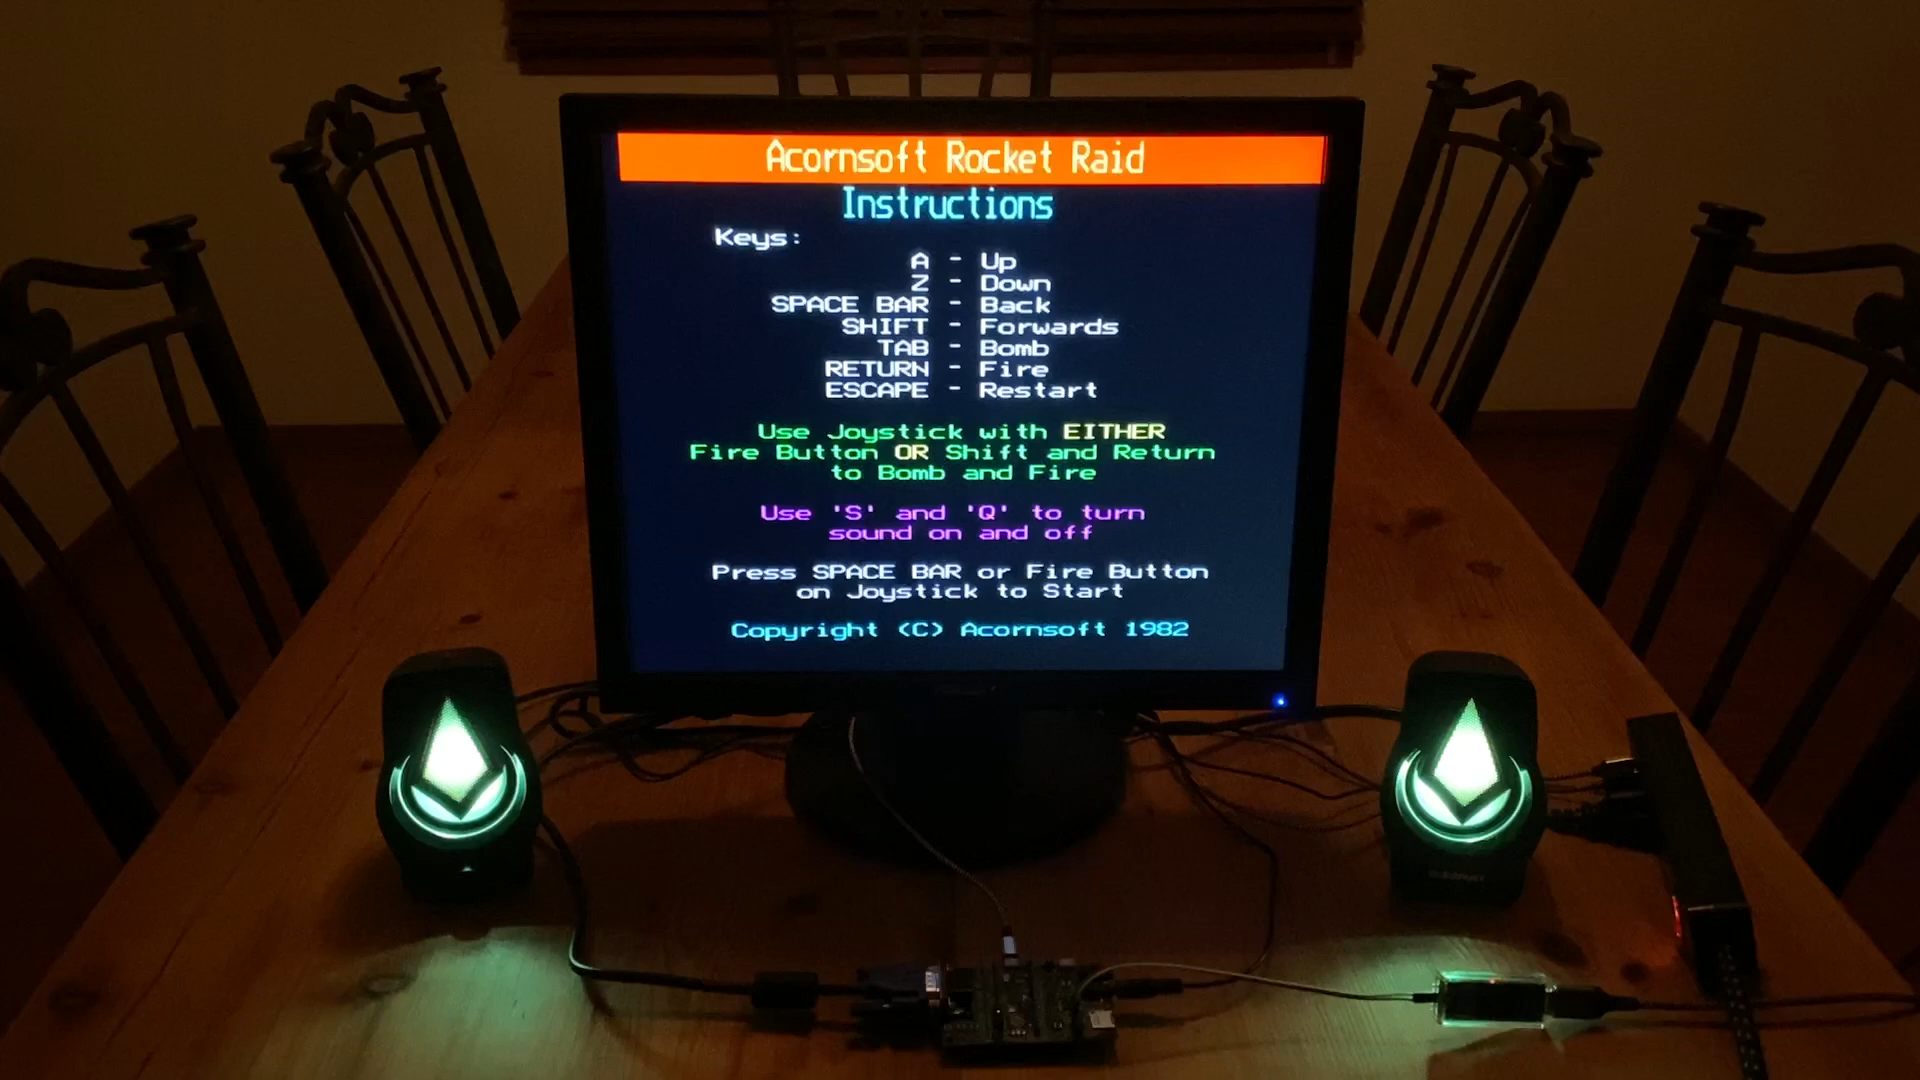 Acornsoft Rocket Raid
Instructions
Keys:
A - Up
Z - Down
SPACE BAR - Back
SHIFT - Forwards
TAB - Bomb
RETURN - Fire
ESCAPE - Restart
Use Joystick with EITHER
Fire Button OR Shift and Return
to Bomb and Fire
Use 'S' and 'Q' to turn
sound on and off
Press SPACE BAR or Fire Button
on Joystick to Start
Copyright (C) Acornsoft 1982